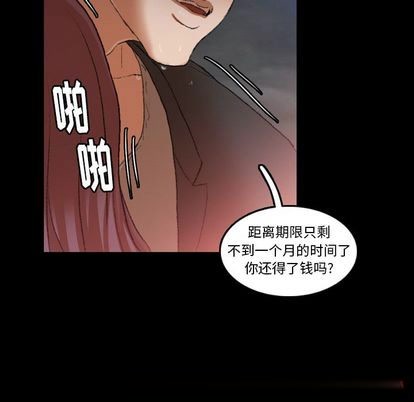 啪
啪
距离期限只剩
不到一个月的时间了
你还得了钱吗?